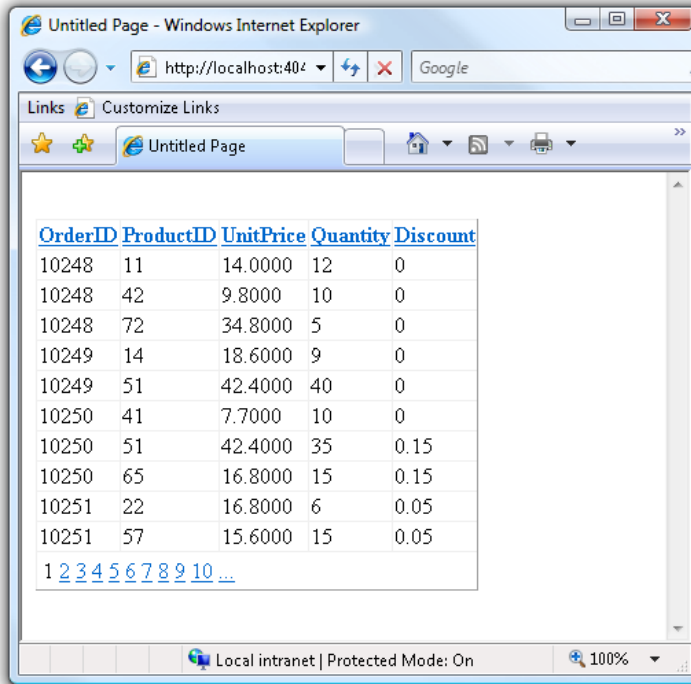 Untitled Page - Windows Internet Explorer
http://localhost:404
Google
Links Customize Links
Untitled Page
OrderID ProductID UnitPrice Quantity Discount
10248 11 14.0000 12 0
10248 42 9.8000 10 0
10248 72 34.8000 5 0
10249 14 18.6000 9 0
10249 51 42.4000 40 0
10250 41 7.7000 10 0
10250 51 42.4000 35 0.15
10250 65 16.8000 15 0.15
10251 22 16.8000 6 0.05
10251 57 15.6000 15 0.05
1 2 3 4 5 6 7 8 9 10 ...
Local intranet | Protected Mode: On 100%